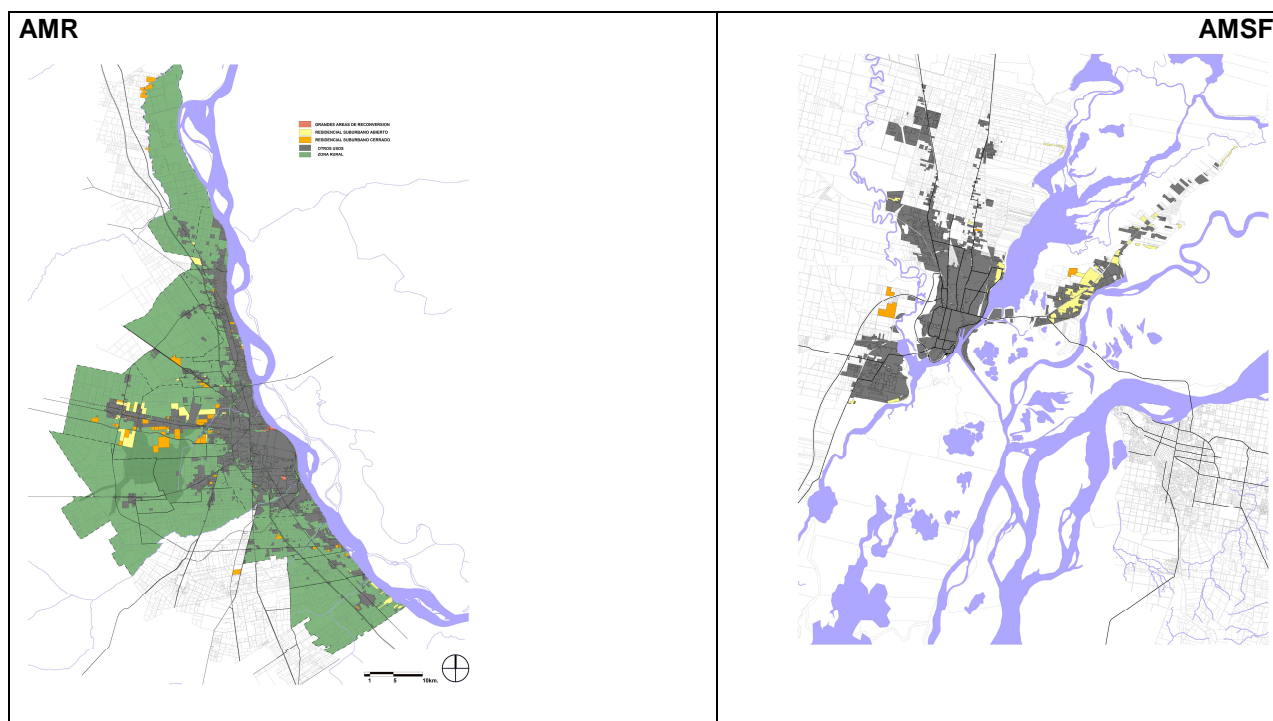 AMR
AMSF
GRANDES AREAS DE RECONVERSION
RESIDENCIAL SUBURBANO ABIERTO
RESIDENCIAL SUBURBANO CERRADO
OTROS USOS
ZONA RURAL
1 5 10km.